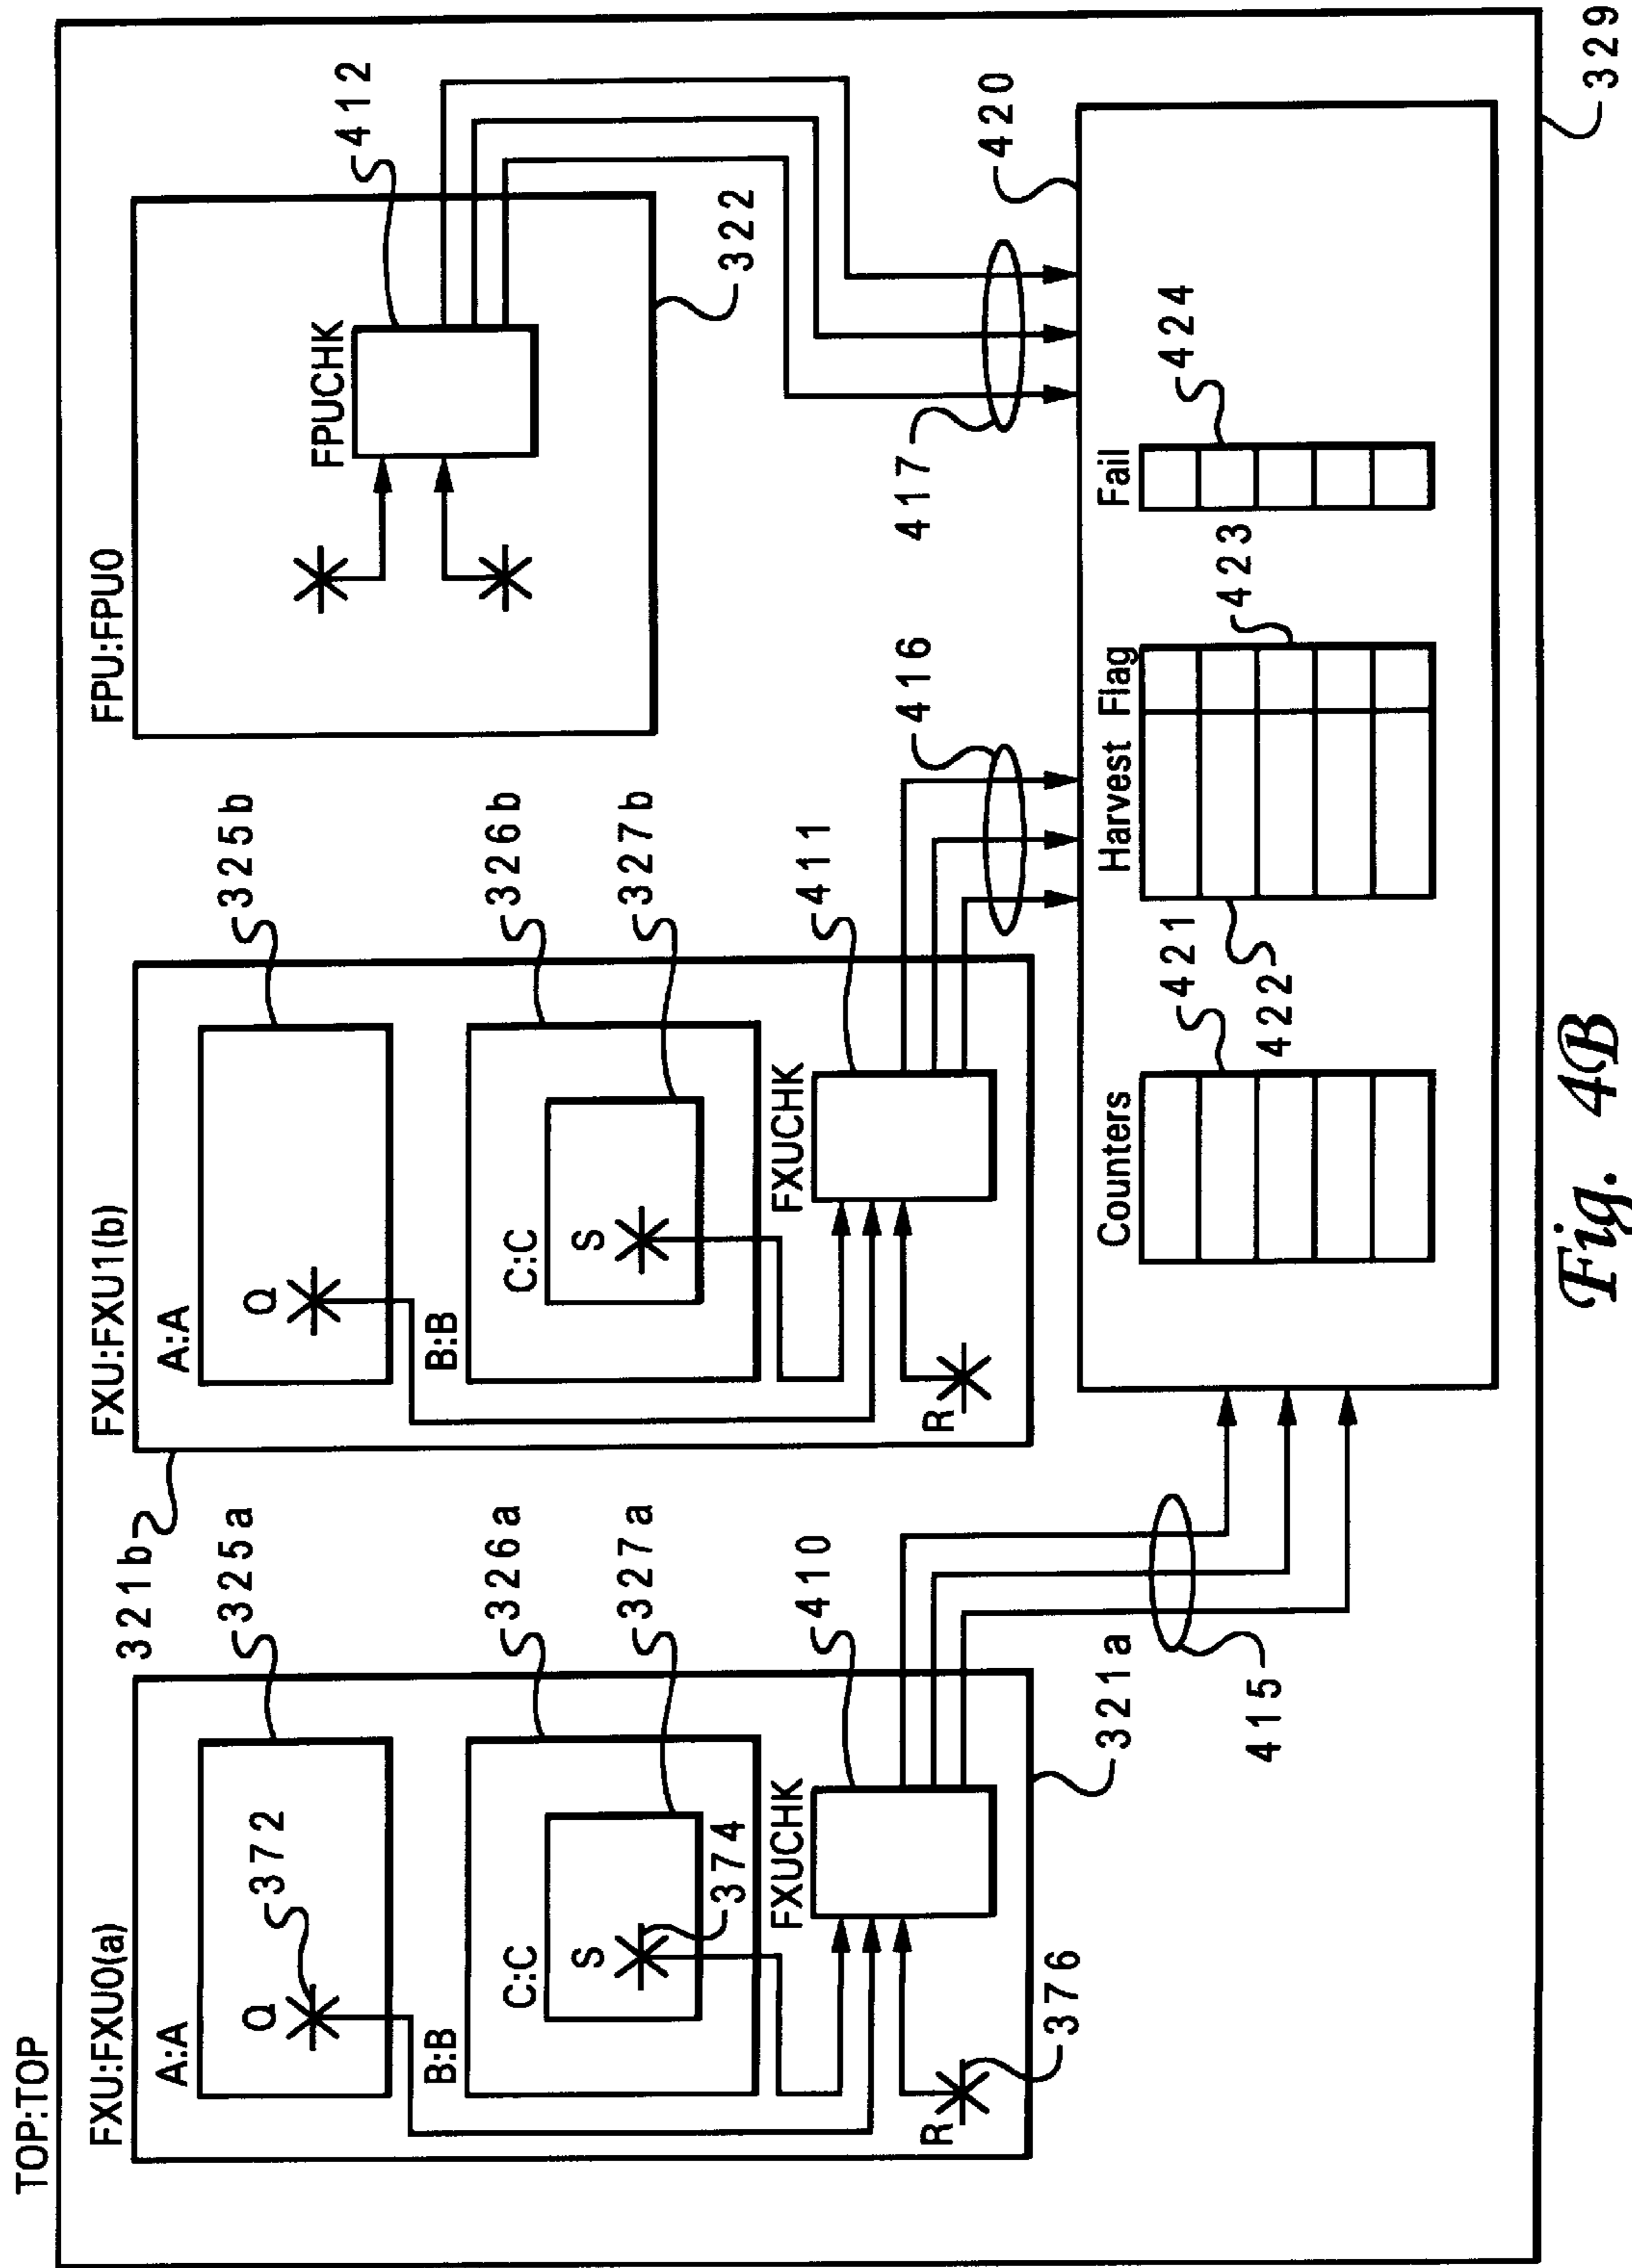 TOP:TOP
FXU:FXU0(a)
A:A
Q
372
325a
B:B
C:C
S
374
326a
327a
FXUCHK
410
R
376
321a
415
321b
FXU:FXU1(b)
A:A
Q
325b
B:B
C:C
S
326b
327b
FXUCHK
411
R
416
FPU:FPU0
FPUCHK
412
322
417
420
Counters
421
422
Harvest Flag
423
Fail
424
329
Fig. 4B